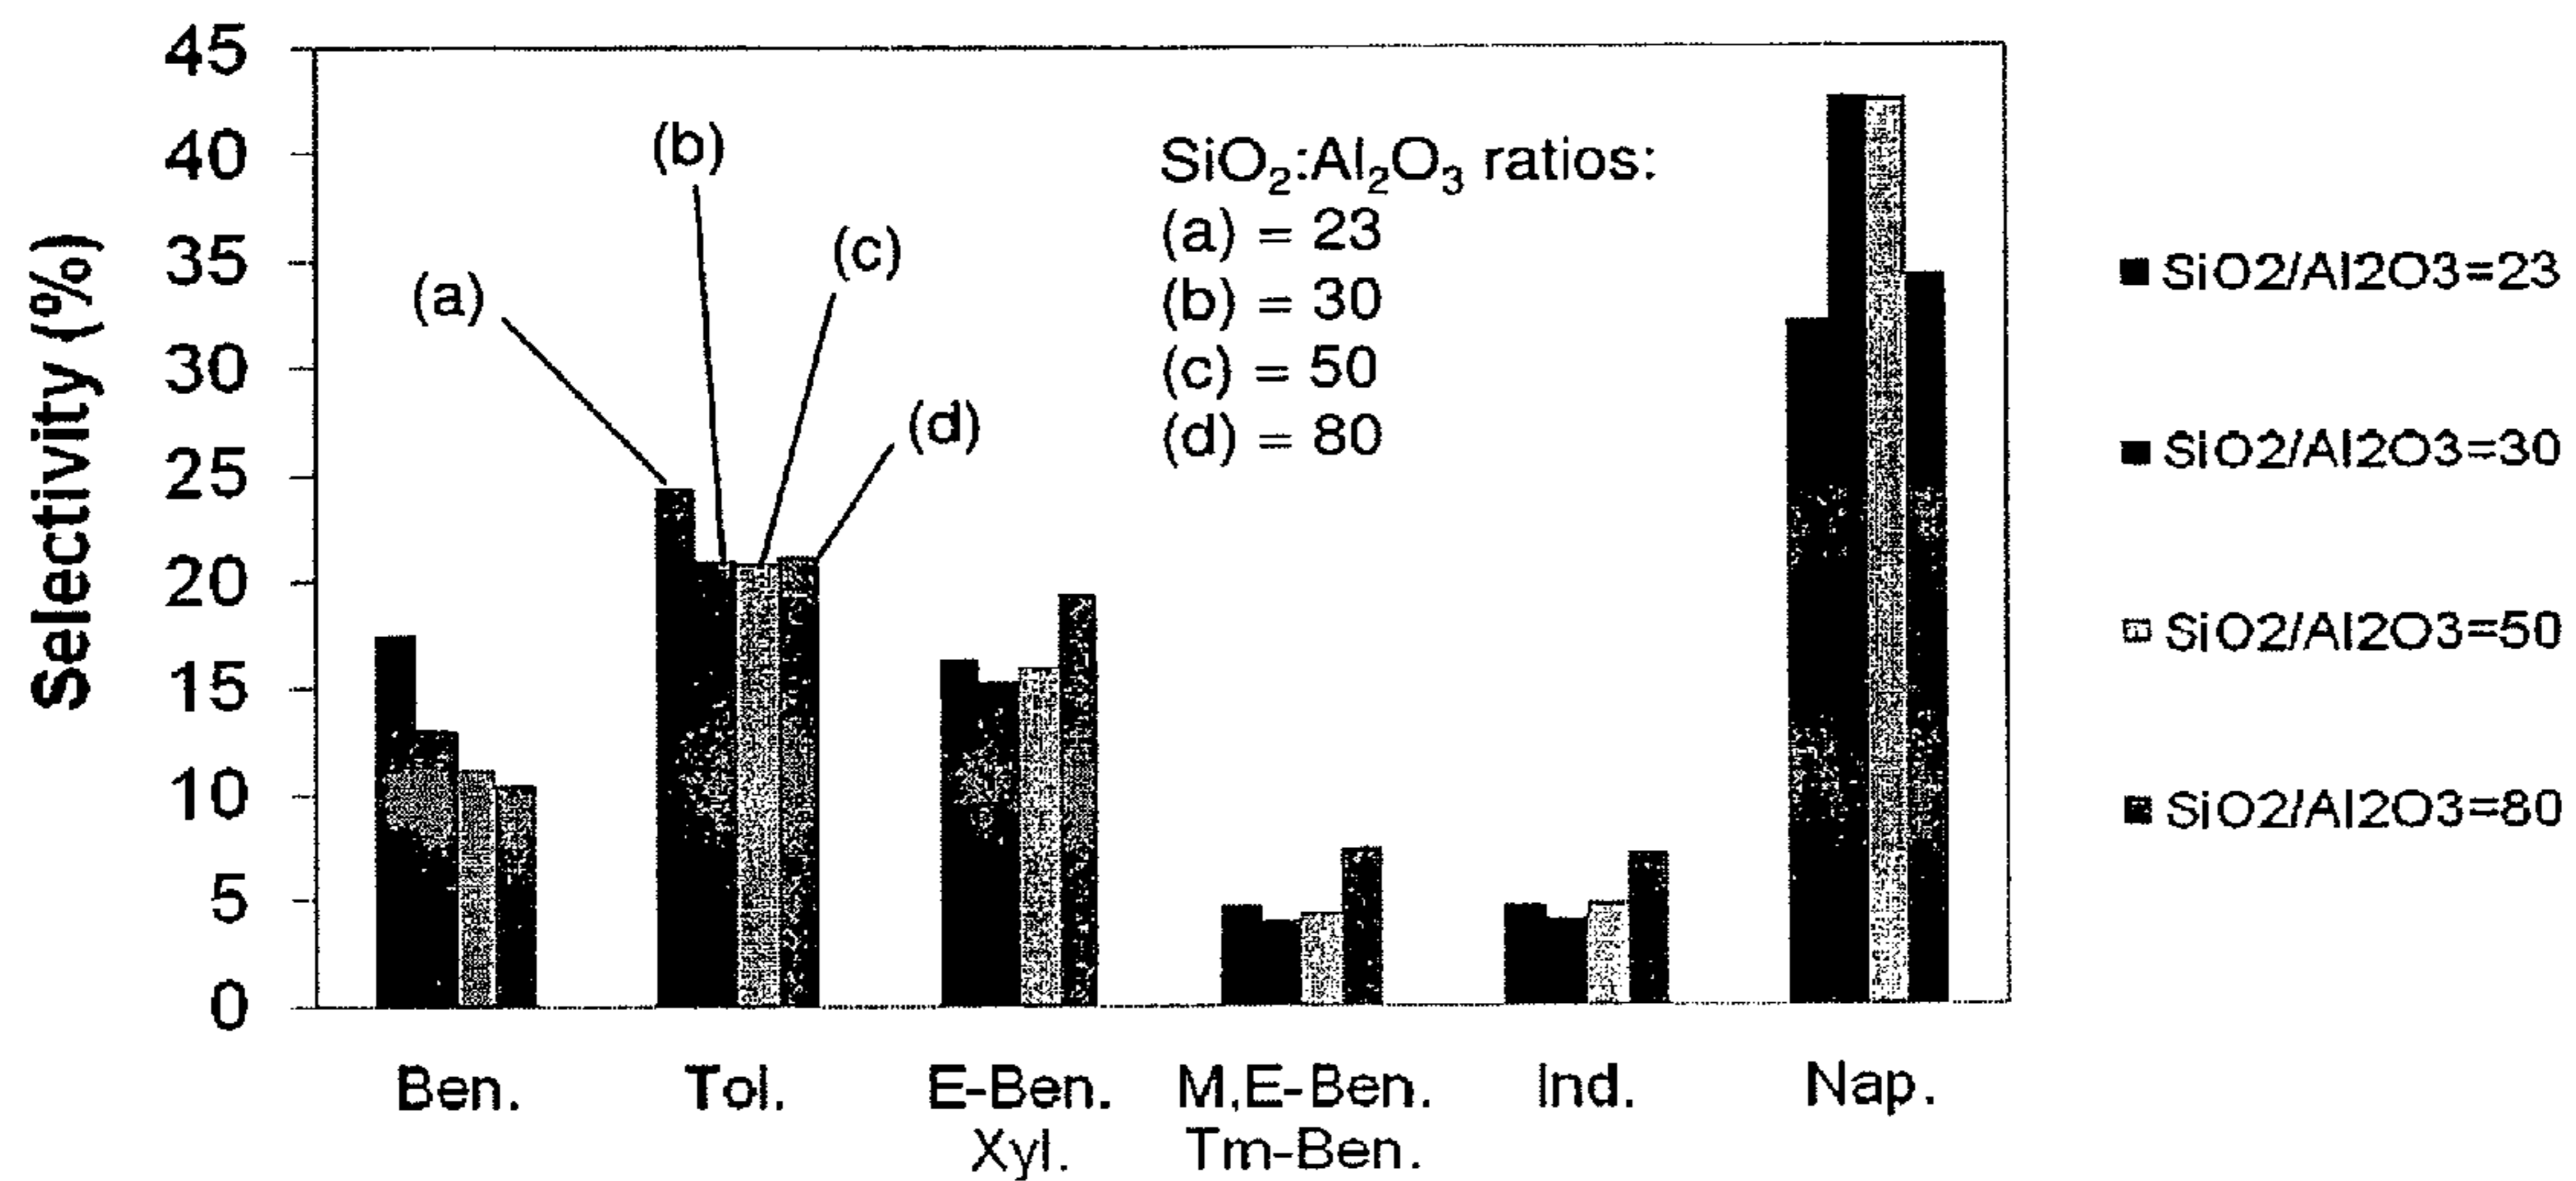 45
40
35
30
25
20
15
10
5
0
Selectivity (%)
(a)
(b)
(c)
(d)
SiO₂:Al₂O₃ ratios:
(a) = 23
(b) = 30
(c) = 50
(d) = 80
SiO2/Al2O3=23
SiO2/Al2O3=30
SiO2/Al2O3=50
SiO2/Al2O3=80
Ben.
Tol.
E-Ben.
Xyl.
M,E-Ben.
Tm-Ben.
Ind.
Nap.